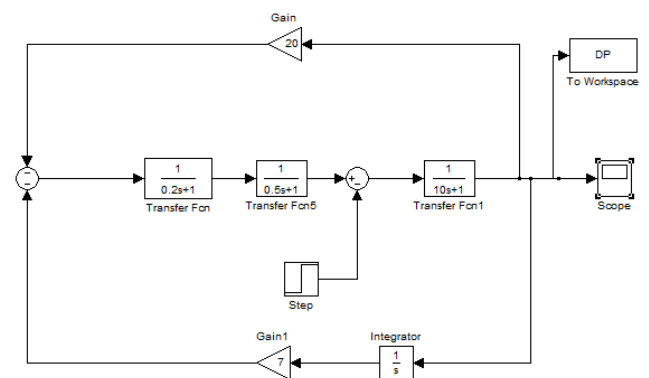 Gain
20
DP
To Workspace
1
0.2s+1
Transfer Fcn
1
0.5s+1
Transfer Fcn5
1
10s+1
Transfer Fcn1
Scope
Step
Gain1
7
Integrator
1
s